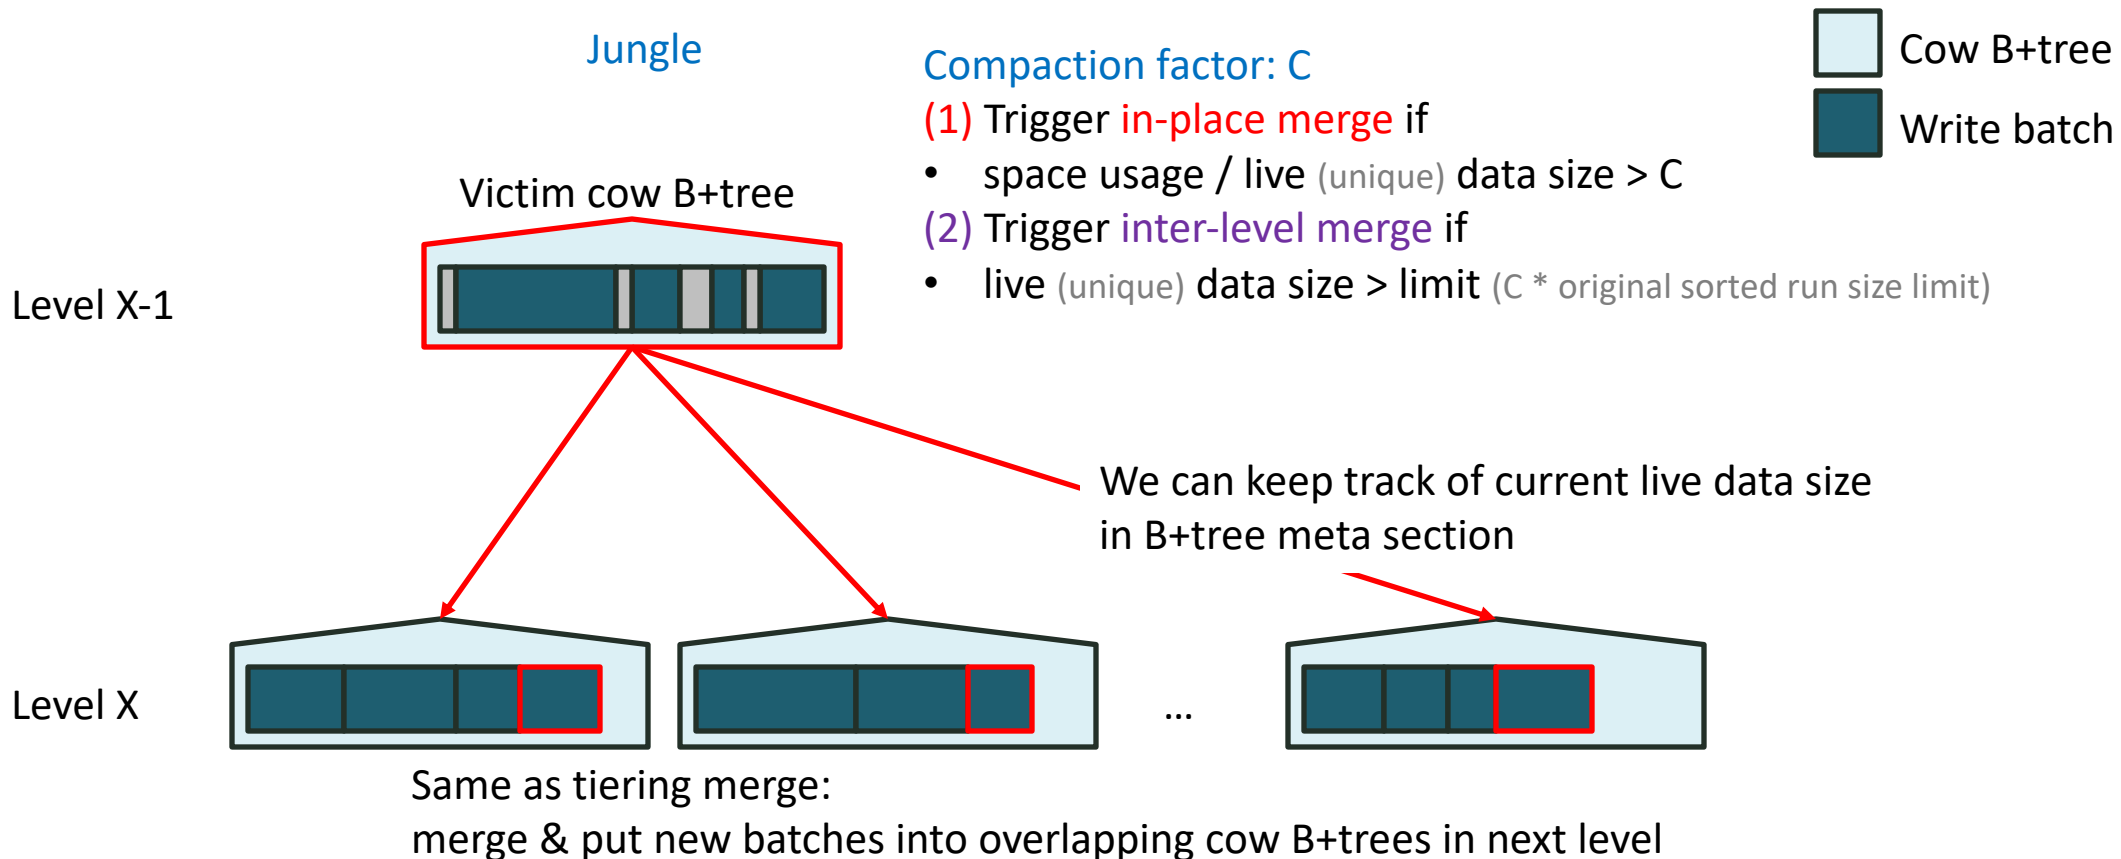 Jungle
Compaction factor: C
(1) Trigger in-place merge if
• space usage / live (unique) data size > C
(2) Trigger inter-level merge if
• live (unique) data size > limit (C * original sorted run size limit)
Cow B+tree
Write batch
Victim cow B+tree
Level X-1
We can keep track of current live data size
in B+tree meta section
Level X
...
Same as tiering merge:
merge & put new batches into overlapping cow B+trees in next level